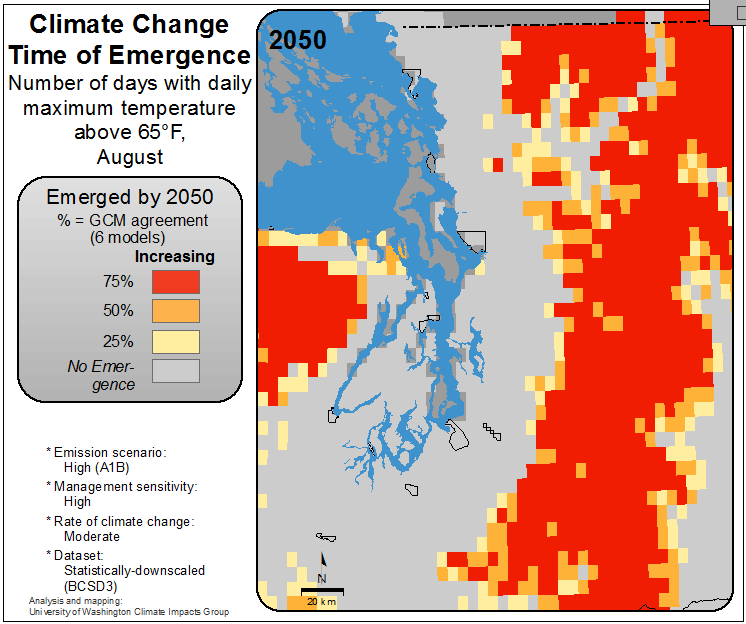 Climate Change
Time of Emergence
Number of days with daily
maximum temperature
above 65°F,
August
Emerged by 2050
% = GCM agreement
(6 models)
Increasing
75%
50%
25%
No Emer-
gence
* Emission scenario:
High (A1B)
* Management sensitivity:
High
* Rate of climate change:
Moderate
* Dataset:
Statistically-downscaled
(BCSD3)
Analysis and mapping:
University of Washington Climate Impacts Group
2050
N
20 km